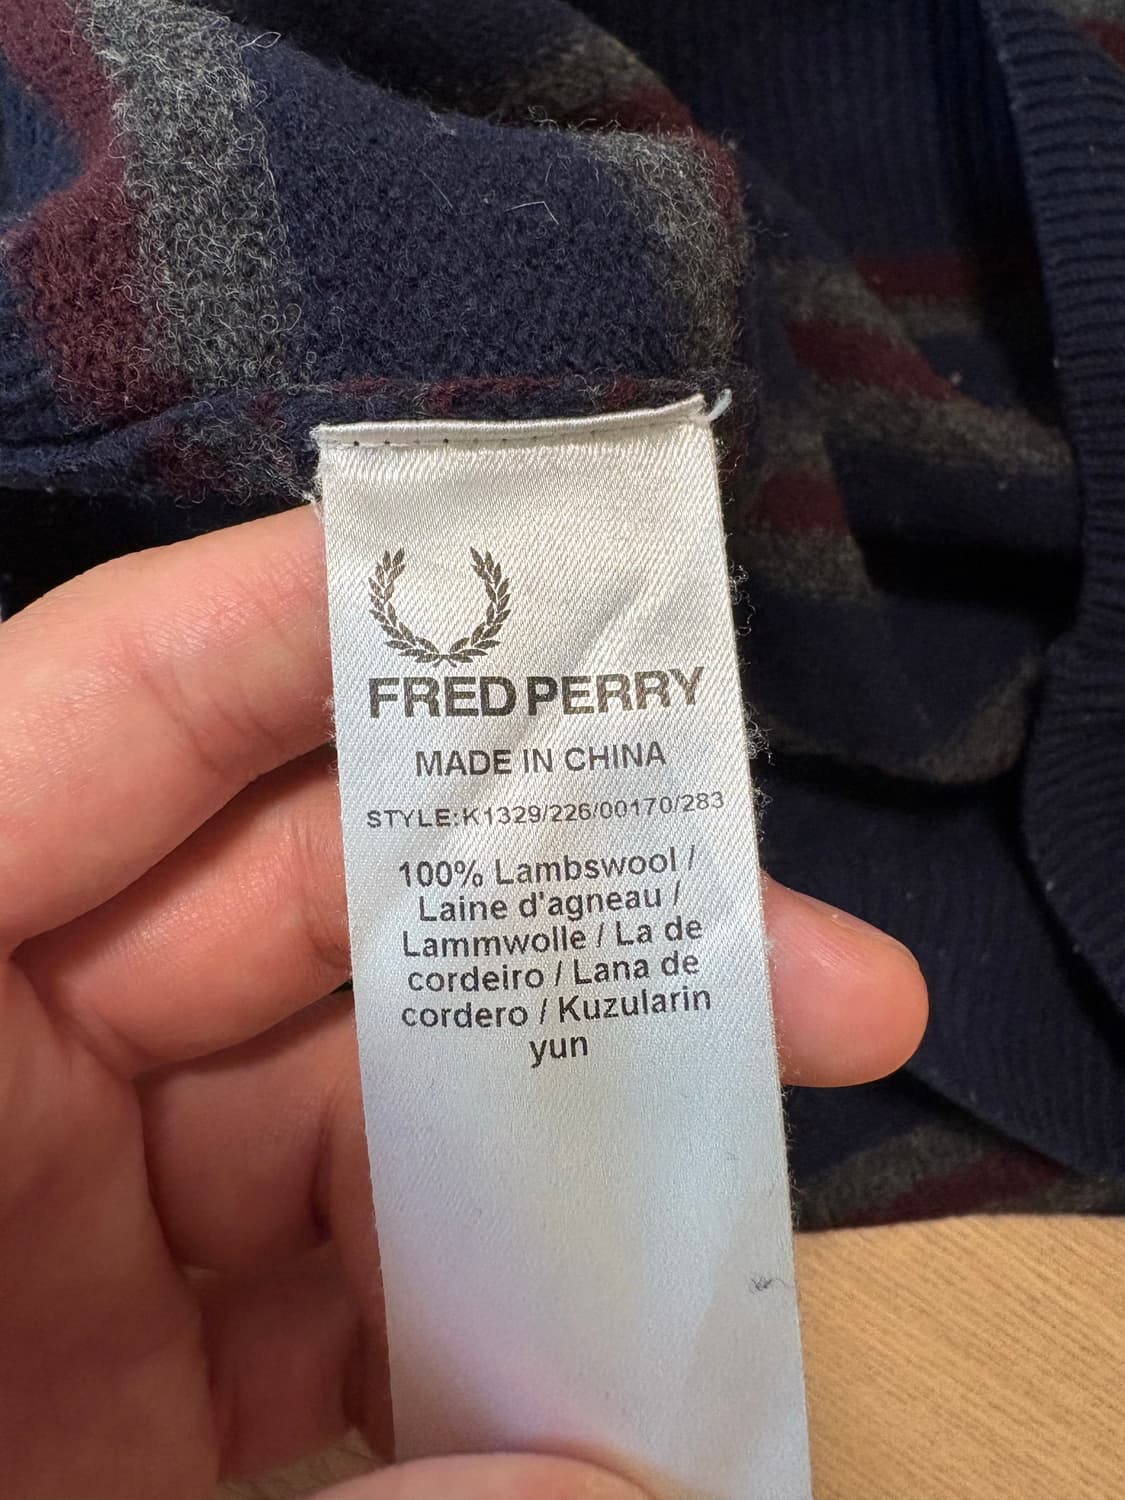 FRED PERRY
MADE IN CHINA
STYLE:K1329/226/00170/283
100% Lambswool /
Laine d'agneau /
Lammwolle / La de
cordeiro / Lana de
cordero / Kuzularin
yun